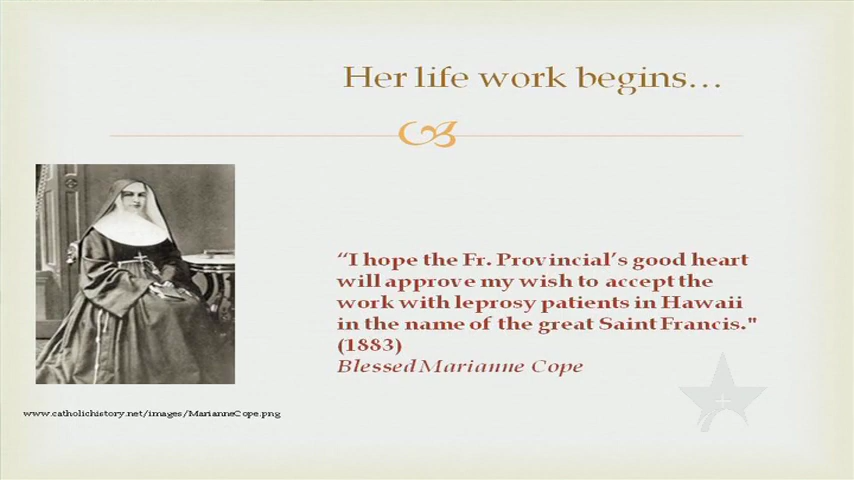 Her life work begins…
“I hope the Fr. Provincial’s good heart
will approve my wish to accept the
work with leprosy patients in Hawaii
in the name of the great Saint Francis."
(1883)
Blessed Marianne Cope
www.catholichistory.net/images/MarianneCope.png